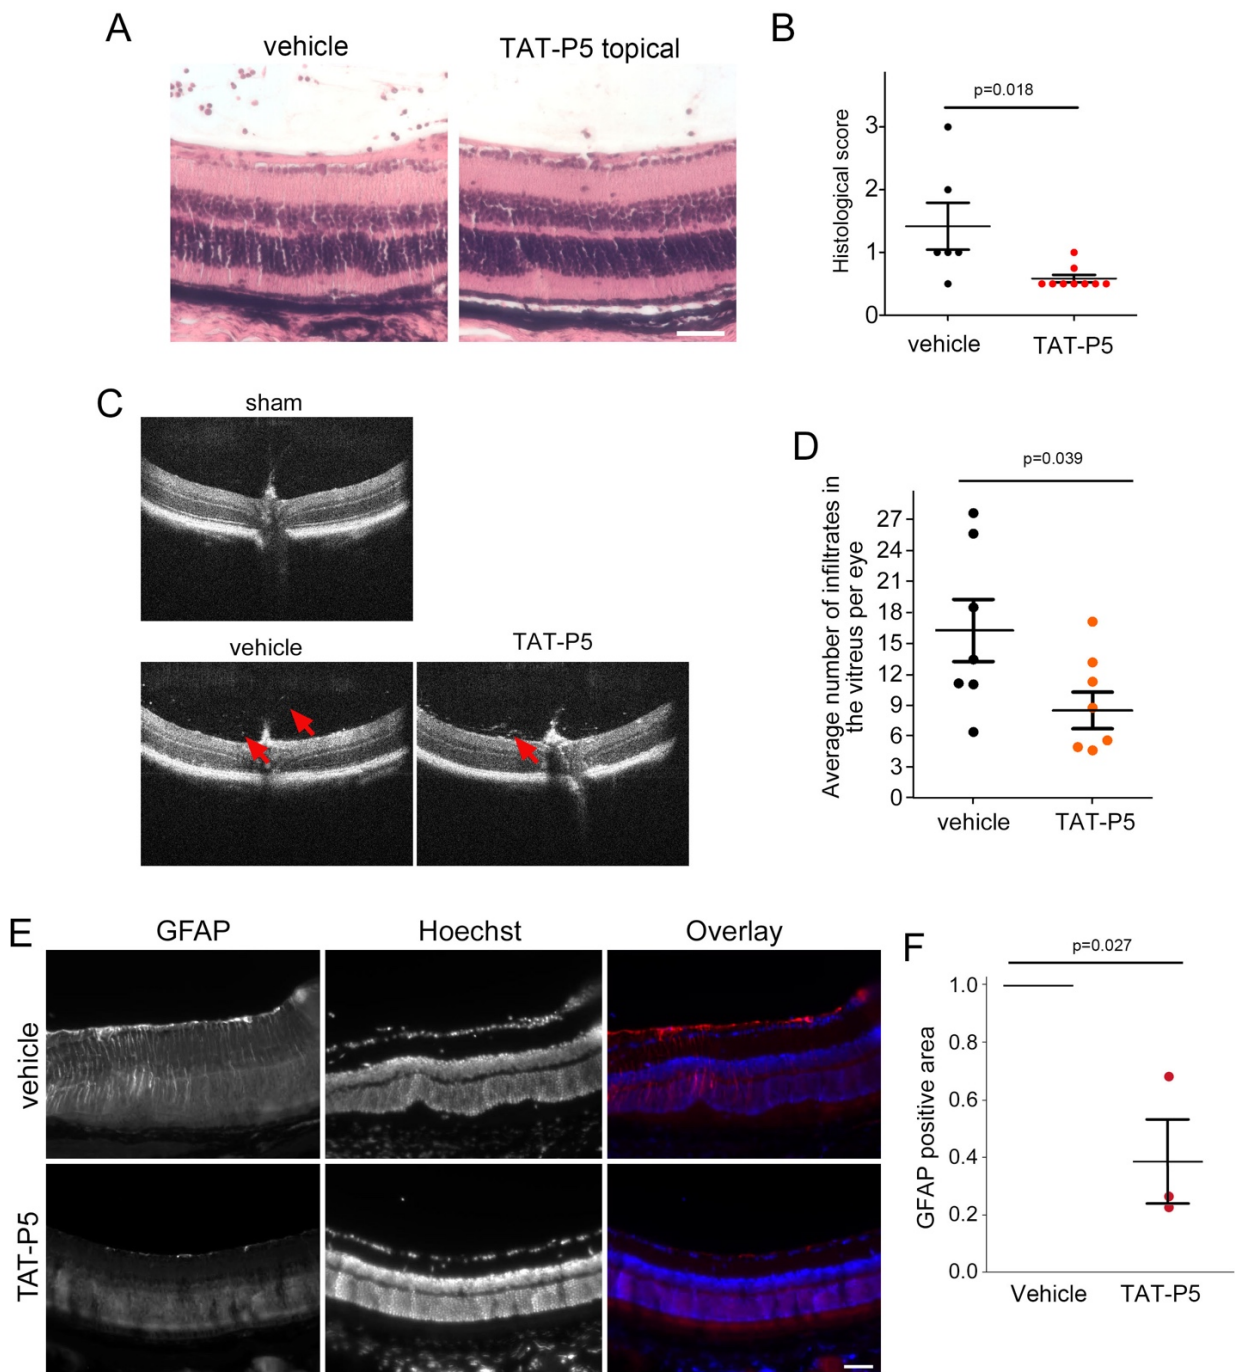 A
vehicle
TAT-P5 topical
B
p=0.018
Histological score
3
2
1
0
vehicle
TAT-P5
C
sham
vehicle
TAT-P5
D
p=0.039
Average number of infiltrates in
the vitreus per eye
27
24
21
18
15
12
9
6
3
0
vehicle
TAT-P5
E
GFAP
Hoechst
Overlay
vehicle
TAT-P5
F
p=0.027
GFAP positive area
1.0
0.8
0.6
0.4
0.2
0.0
Vehicle
TAT-P5